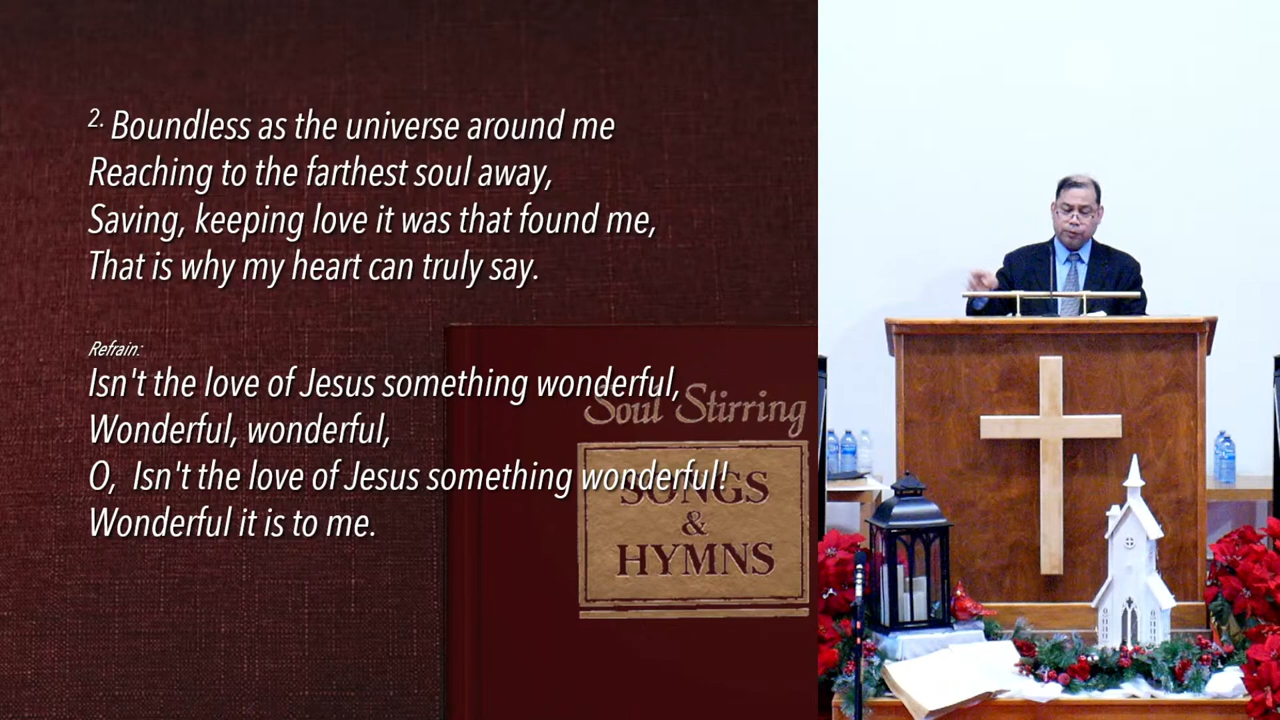 2. Boundless as the universe around me
Reaching to the farthest soul away,
Saving, keeping love it was that found me,
That is why my heart can truly say.
Refrain:
Isn't the love of Jesus something wonderful,
Wonderful, wonderful,
O, Isn't the love of Jesus something wonderful!
Wonderful it is to me.
Soul Stirring
SONGS
&
HYMNS